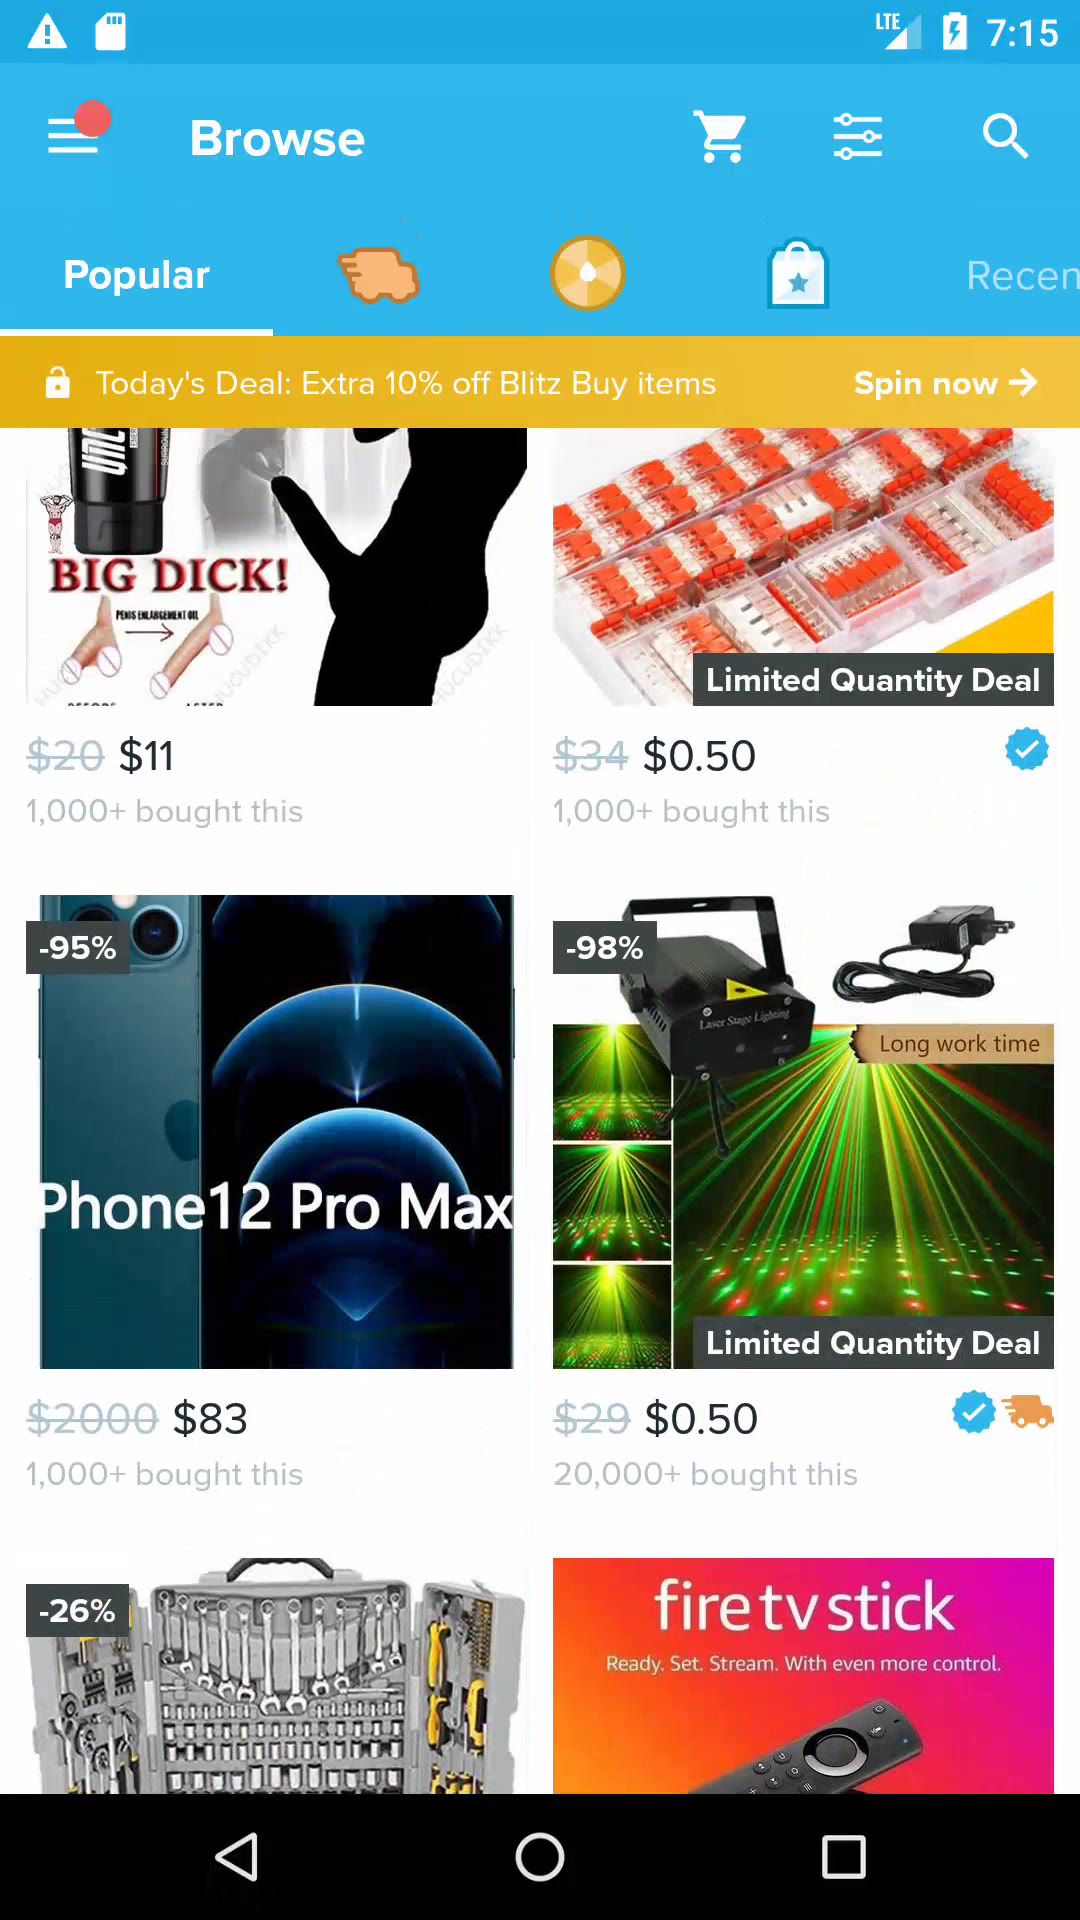 LTE 7:15
Browse
Popular
Recen
Today's Deal: Extra 10% off Blitz Buy items
Spin now →
BIG DICK!
PENIS ENLARGEMENT OIL
HUCUDIKK
HUCUDIKK
Limited Quantity Deal
$20 $11
1,000+ bought this
$34 $0.50
1,000+ bought this
-95%
Phone12 Pro Max
-98%
Laser Stage Lighting
Long work time
Limited Quantity Deal
$2000 $83
1,000+ bought this
$29 $0.50
20,000+ bought this
-26%
fire tv stick
Ready. Set. Stream. With even more control.